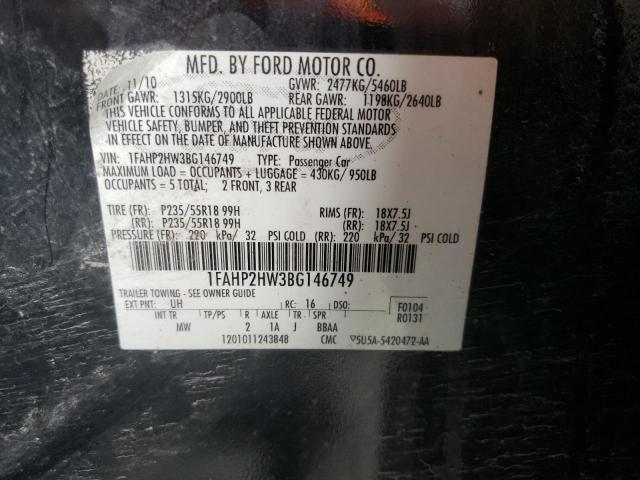 MFD. BY FORD MOTOR CO.
DATE: 11/10 GVWR: 2477KG/5460LB
FRONT GAWR: 1315KG/2900LB REAR GAWR: 1198KG/2640LB
THIS VEHICLE CONFORMS TO ALL APPLICABLE FEDERAL MOTOR
VEHICLE SAFETY, BUMPER, AND THEFT PREVENTION STANDARDS
IN EFFECT ON THE DATE OF MANUFACTURE SHOWN ABOVE.
VIN: 1FAHP2HW3BG146749 TYPE: Passenger Car
MAXIMUM LOAD = OCCUPANTS + LUGGAGE = 430KG/950LB
OCCUPANTS = 5 TOTAL; 2 FRONT, 3 REAR
TIRE (FR): P235/55R18 99H RIMS (FR): 18X7.5J
(RR): P235/55R18 99H (RR): 18X7.5J
PRESSURE (FR): 220 kPa/ 32 PSI COLD (RR): 220 kPa/ 32 PSI COLD
1FAHP2HW3BG146749
TRAILER TOWING - SEE OWNER GUIDE
EXT PNT: UH RC: 16 DSO: F0104
INT TR TP/PS R AXLE TR SPR R0131
MW 2 1A J BBAA
1201011243848 CMC ▽5U5A-5420472-AA